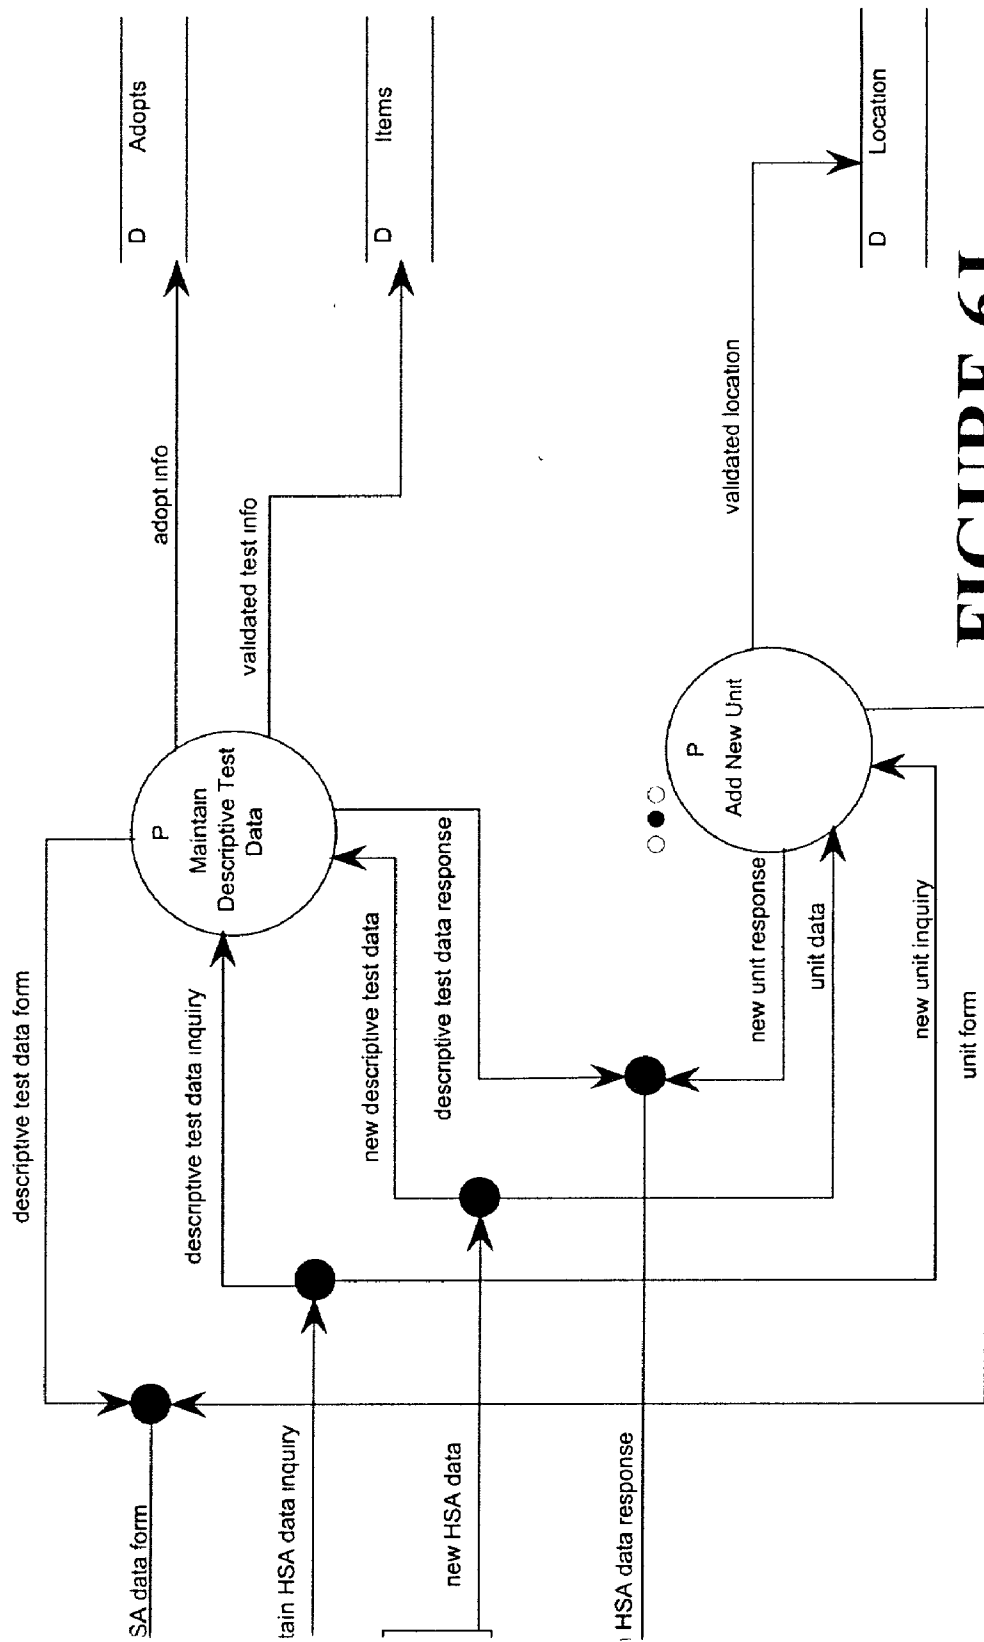 descriptive test data form
SA data form
descriptive test data inquiry
tain HSA data inquiry
P
Maintain
Descriptive Test
Data
adopt info
D Adopts
validated test info
D Items
new descriptive test data
descriptive test data response
new HSA data
HSA data response
P
Add New Unit
new unit response
unit data
new unit inquiry
unit form
validated location
D Location